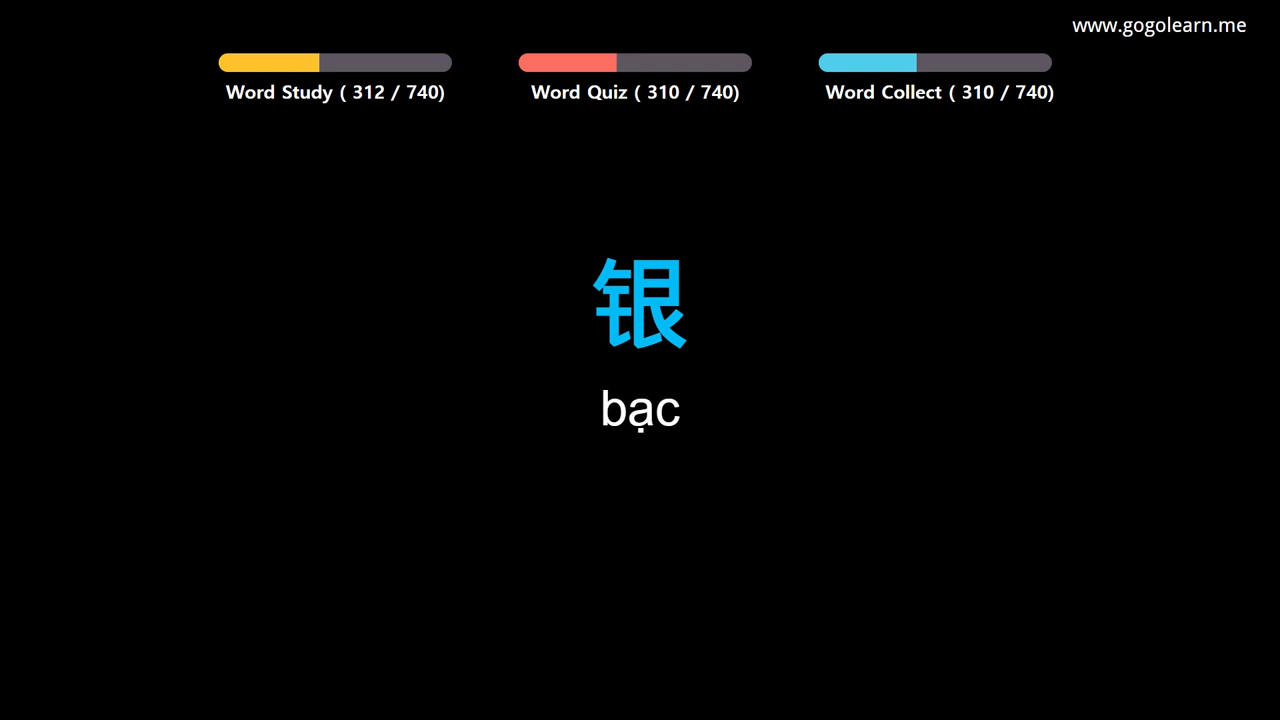 www.gogolearn.me
Word Study ( 312 / 740)
Word Quiz ( 310 / 740)
Word Collect ( 310 / 740)
银
bạc